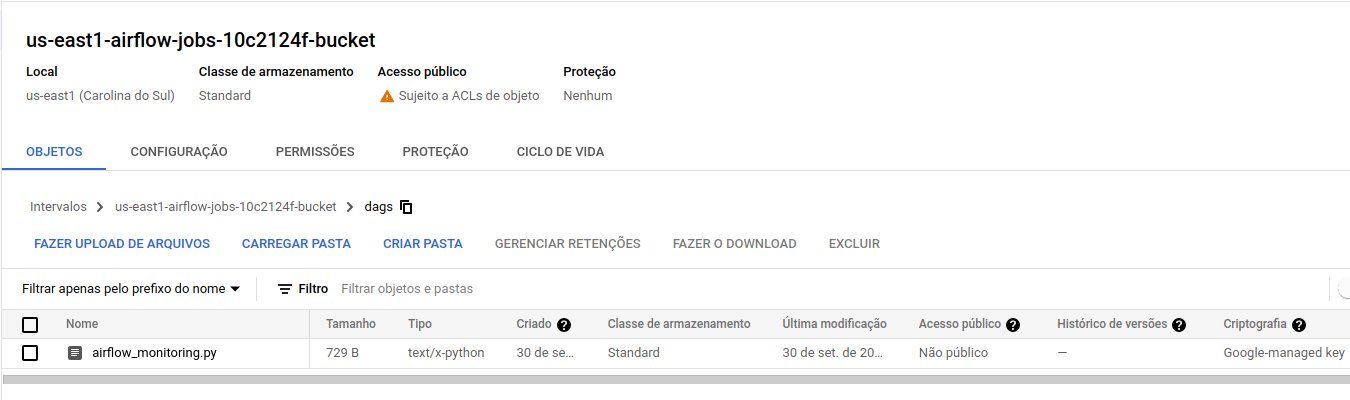 us-east1-airflow-jobs-10c2124f-bucket
Local Classe de armazenamento Acesso público Proteção
us-east1 (Carolina do Sul) Standard Sujeito a ACLs de objeto Nenhum
OBJETOS CONFIGURAÇÃO PERMISSÕES PROTEÇÃO CICLO DE VIDA
Intervalos us-east1-airflow-jobs-10c2124f-bucket dags
FAZER UPLOAD DE ARQUIVOS CARREGAR PASTA CRIAR PASTA GERENCIAR RETENÇÕES FAZER O DOWNLOAD EXCLUIR
Filtrar apenas pelo prefixo do nome Filtro Filtrar objetos e pastas
Nome Tamanho Tipo Criado Classe de armazenamento Última modificação Acesso público Histórico de versões Criptografia
airflow_monitoring.py 729 B text/x-python 30 de se... Standard 30 de set. de 20... Não público — Google-managed key